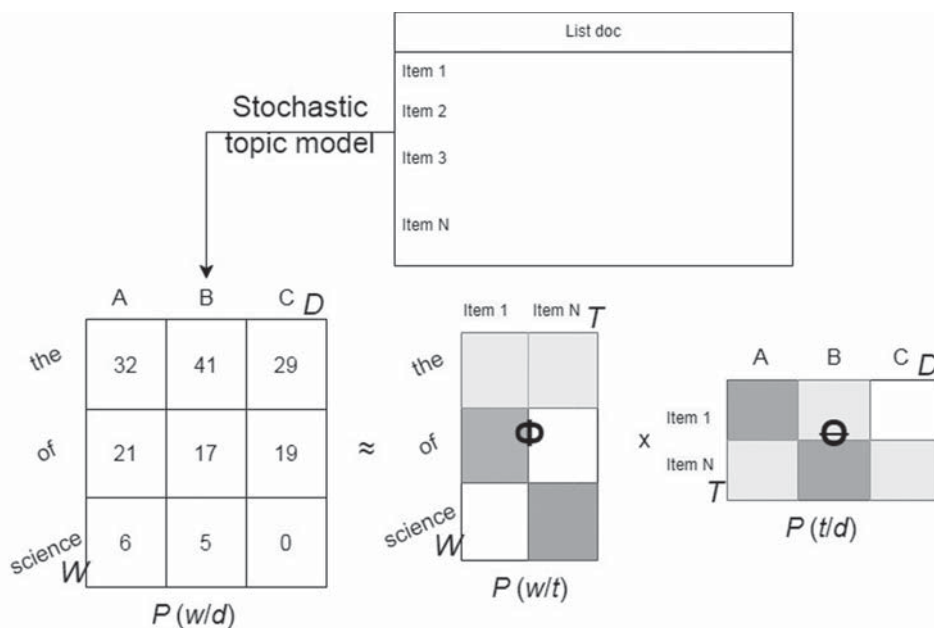 List doc
Item 1
Item 2
Item 3
Item N
Stochastic
topic model
A B C D
the 32 41 29
of 21 17 19
science 6 5 0
W
P (w/d)
≈
Item 1 Item N T
the
of Φ
science
W
P (w/t)
x
A B C D
Item 1 Θ
Item N
T
P (t/d)